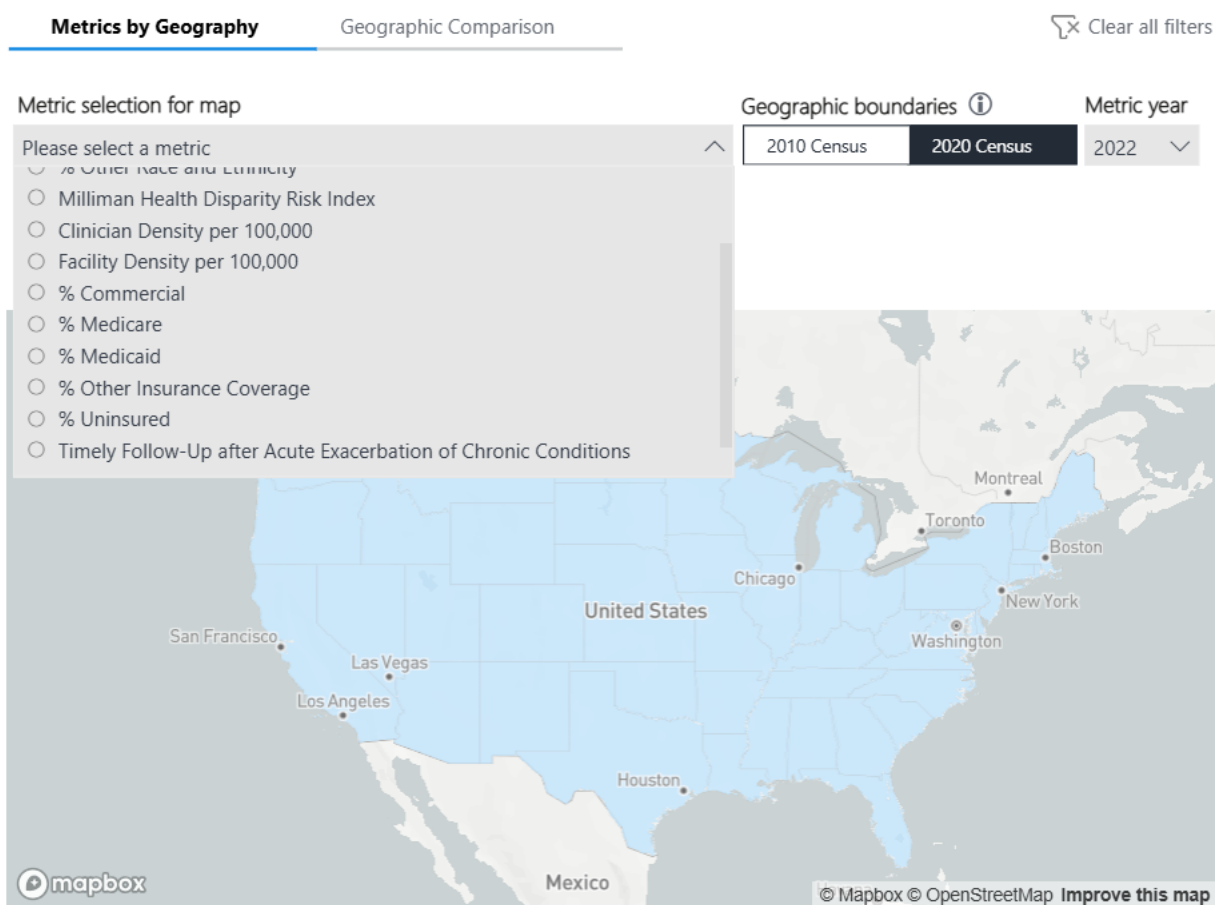 Metrics by Geography
Geographic Comparison
Clear all filters
Metric selection for map
Geographic boundaries
Metric year
Please select a metric
2010 Census
2020 Census
2022
% Other Race and Ethnicity
Milliman Health Disparity Risk Index
Clinician Density per 100,000
Facility Density per 100,000
% Commercial
% Medicare
% Medicaid
% Other Insurance Coverage
% Uninsured
Timely Follow-Up after Acute Exacerbation of Chronic Conditions
Montreal
Toronto
Boston
Chicago
New York
United States
Washington
San Francisco
Las Vegas
Los Angeles
Houston
Mexico
mapbox
© Mapbox © OpenStreetMap Improve this map